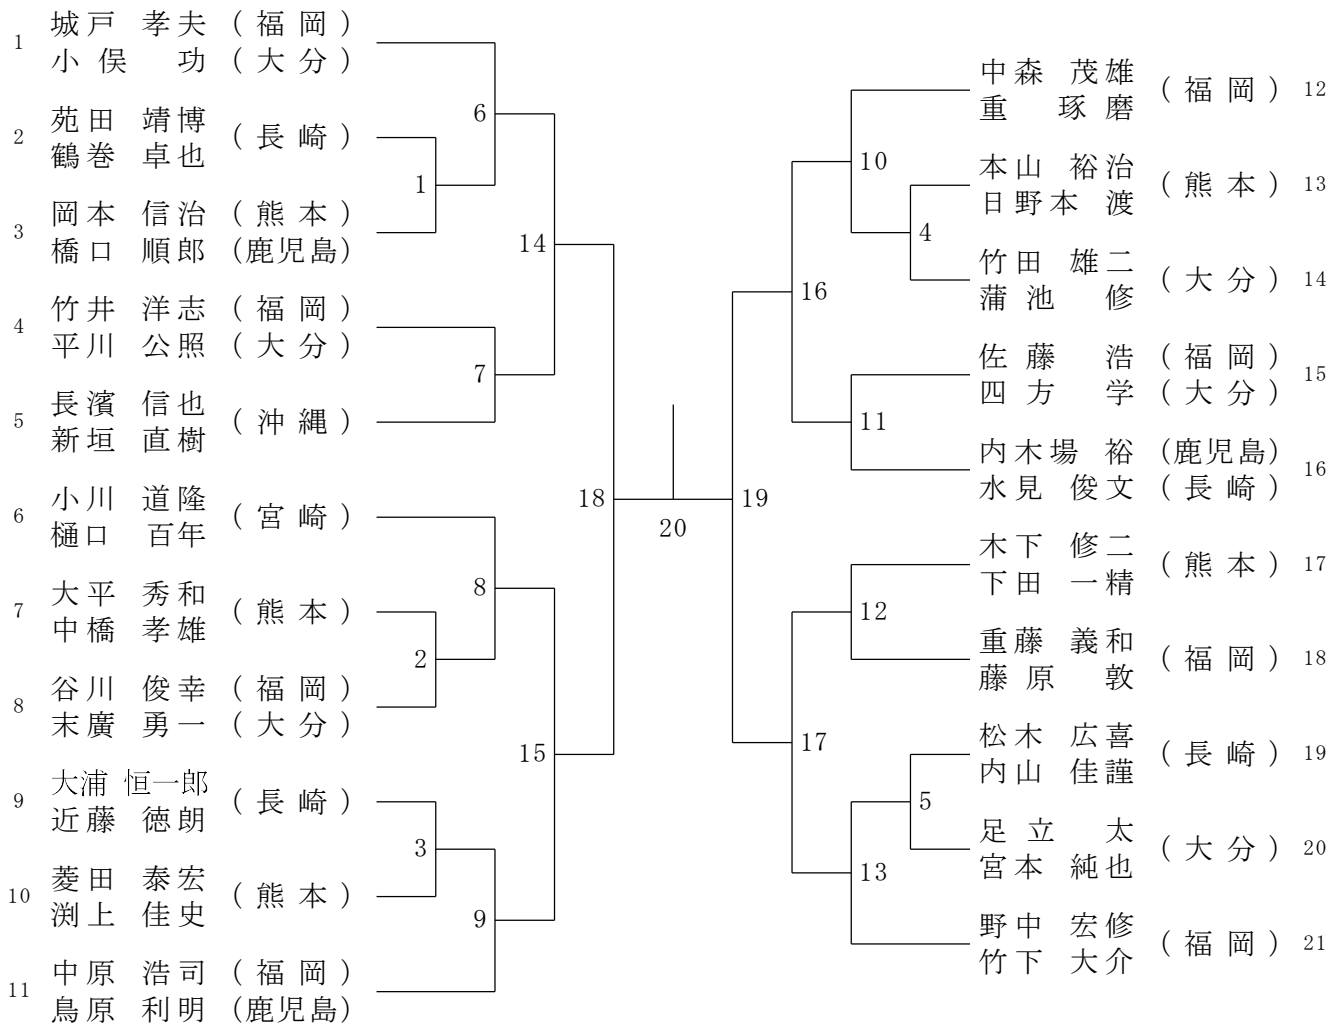 1 城戸 孝夫 (福岡)
小俣 功 (大分)
2 苑田 靖博 (長崎)
鶴巻 卓也
3 岡本 信治 (熊本)
橋口 順郎 (鹿児島)
4 竹井 洋志 (福岡)
平川 公照 (大分)
5 長濱 信也 (沖縄)
新垣 直樹
6 小川 道隆 (宮崎)
樋口 百年
7 大平 秀和 (熊本)
中橋 孝雄
8 谷川 俊幸 (福岡)
末廣 勇一 (大分)
9 大浦 恒一郎 (長崎)
近藤 徳朗
10 菱田 泰宏 (熊本)
渕上 佳史
11 中原 浩司 (福岡)
鳥原 利明 (鹿児島)
6
1
14
7
18
8
2
15
3
9
20
10
4
16
11
19
12
17
5
13
中森 茂雄 (福岡) 12
重 琢磨
本山 裕治 (熊本) 13
日野本 渡
竹田 雄二 (大分) 14
蒲池 修
佐藤 浩 (福岡) 15
四方 学 (大分)
内木場 裕 (鹿児島) 16
水見 俊文 (長崎)
木下 修二 (熊本) 17
下田 一精
重藤 義和 (福岡) 18
藤原 敦
松木 広喜 (長崎) 19
内山 佳謹
足立 太 (大分) 20
宮本 純也
野中 宏修 (福岡) 21
竹下 大介